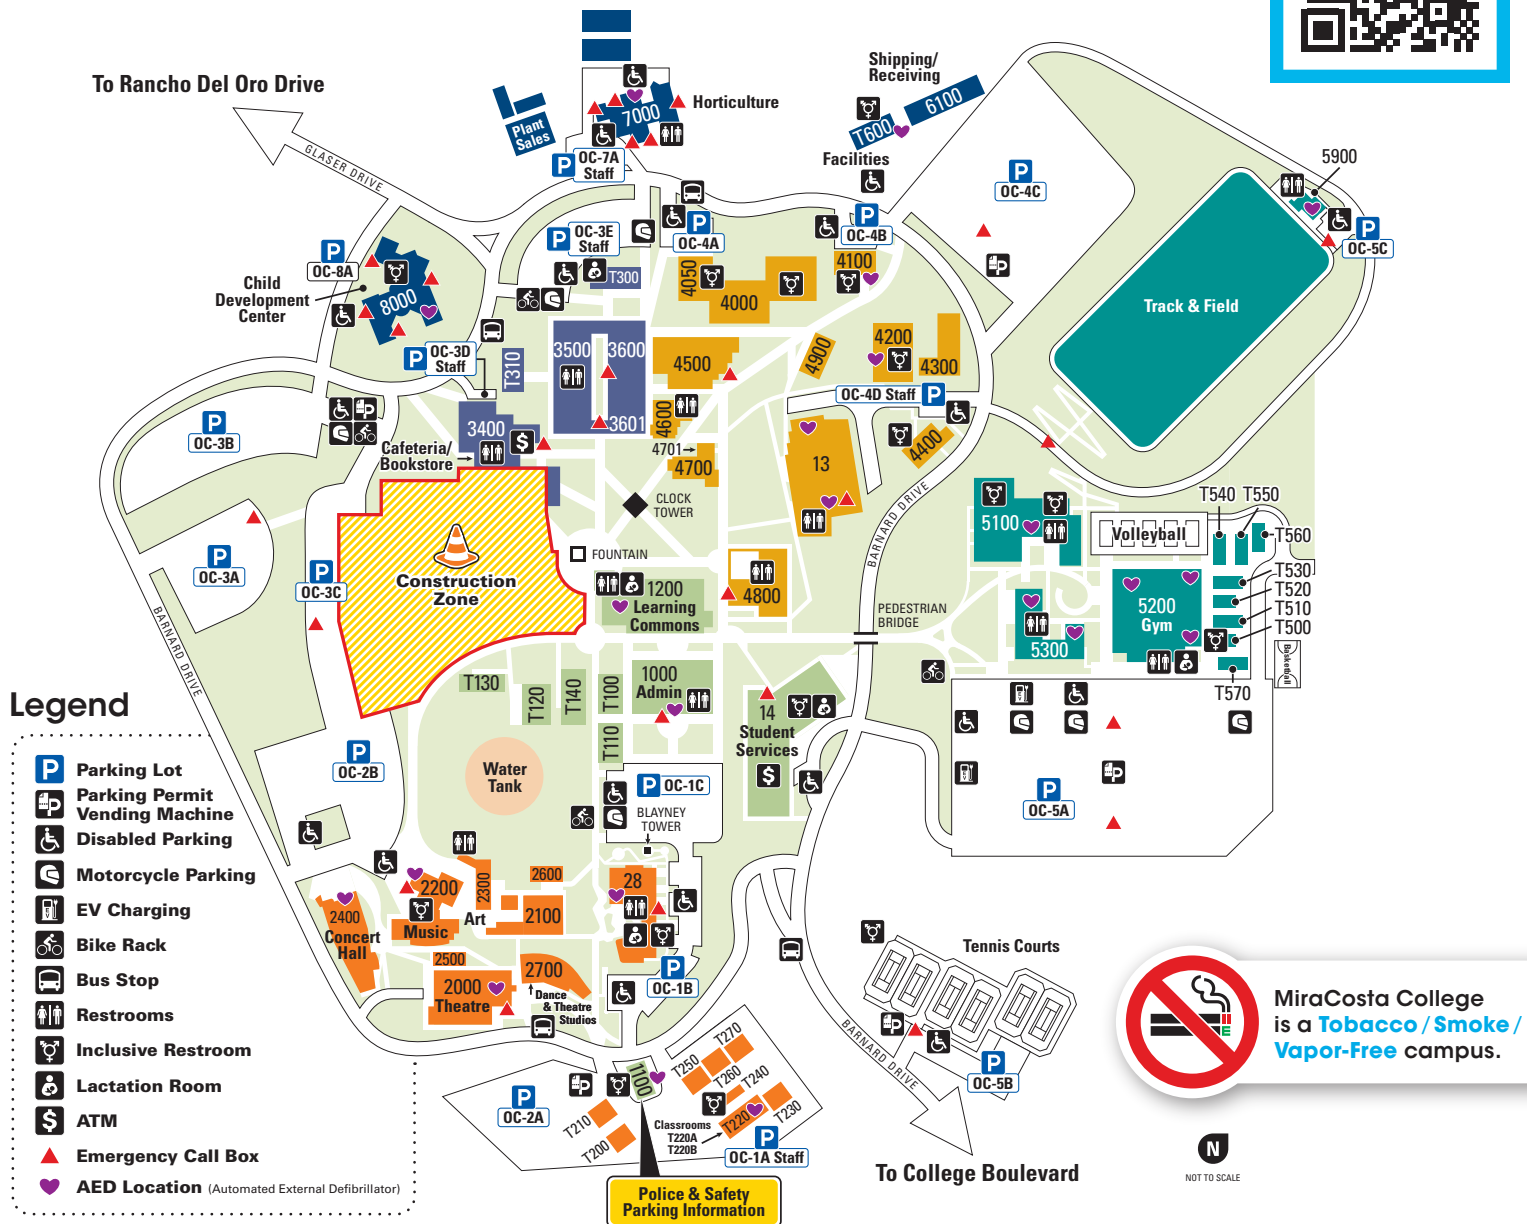 To Rancho Del Oro Drive
GLASER DRIVE
Plant
Sales
7000
Horticulture
P
OC-7A
Staff
Shipping/
Receiving
6100
T600
Facilities
P
OC-4C
5900
P
OC-5C
Track & Field
P
OC-8A
Child
Development
Center
8000
P
OC-3E
Staff
P
OC-4A
P
OC-4B
T300
4050
4000
4100
P
OC-3D
Staff
T310
3500
3600
3601
4500
4900
4200
4300
OC-4D Staff
P
4600
4701
4700
13
4400
P
OC-3B
3400
$
Cafeteria/
Bookstore
CLOCK
TOWER
FOUNTAIN
Construction
Zone
P
OC-3A
P
OC-3C
BARNARD DRIVE
BARNARD DRIVE
1200
Learning
Commons
4800
5100
Volleyball
T540
T550
T560
T530
T520
T510
T500
T570
5200
Gym
5300
Basketball
PEDESTRIAN
BRIDGE
T130
T120
T140
T100
T110
1000
Admin
14
Student
Services
$
P
OC-2B
Water
Tank
P
OC-1C
BLAYNEY
TOWER
P
OC-5A
Legend
P
Parking Lot
P
Parking Permit
Vending Machine
Disabled Parking
Motorcycle Parking
EV Charging
Bike Rack
Bus Stop
Restrooms
Inclusive Restroom
Lactation Room
$
ATM
Emergency Call Box
AED Location (Automated External Defibrillator)
2200
Music
2300
Art
2600
2100
28
2400
Concert
Hall
2500
2000
Theatre
2700
Dance
& Theatre
Studios
P
OC-1B
Tennis Courts
BARNARD DRIVE
P
OC-5B
To College Boulevard
P
OC-2A
1100
T210
T200
T250
T270
T260
T240
T220
T230
Classrooms
T220A
T220B
P
OC-1A Staff
Police & Safety
Parking Information
MiraCosta College
is a Tobacco / Smoke /
Vapor-Free campus.
N
NOT TO SCALE